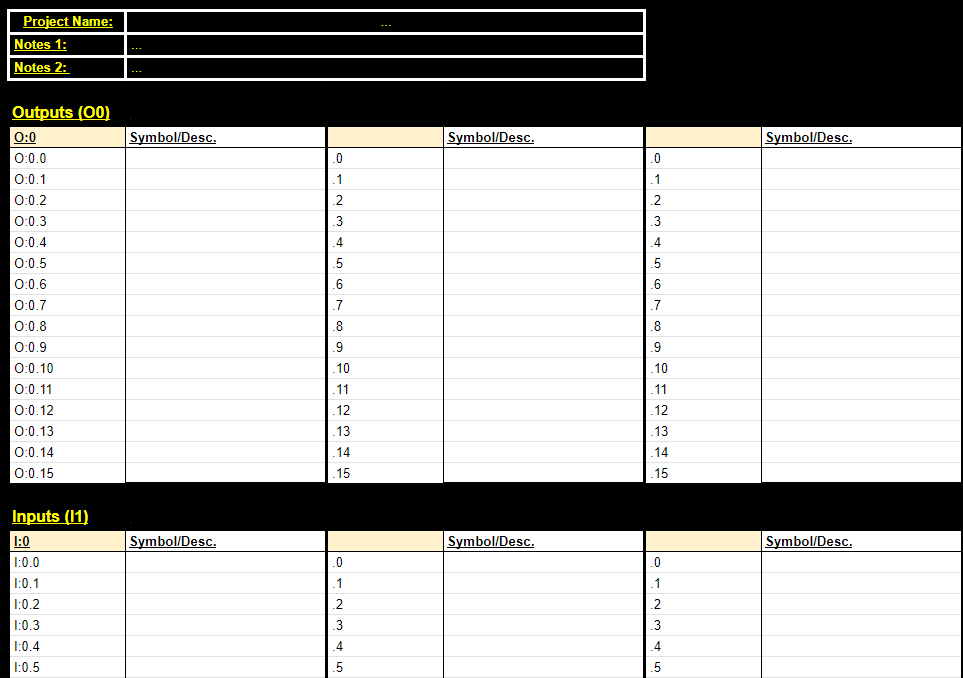 Project Name: ...
Notes 1: ...
Notes 2: ...
Outputs (O0)
O:0 Symbol/Desc. Symbol/Desc. Symbol/Desc.
O:0.0 .0 .0
O:0.1 .1 .1
O:0.2 .2 .2
O:0.3 .3 .3
O:0.4 .4 .4
O:0.5 .5 .5
O:0.6 .6 .6
O:0.7 .7 .7
O:0.8 .8 .8
O:0.9 .9 .9
O:0.10 .10 .10
O:0.11 .11 .11
O:0.12 .12 .12
O:0.13 .13 .13
O:0.14 .14 .14
O:0.15 .15 .15
Inputs (I1)
I:0 Symbol/Desc. Symbol/Desc. Symbol/Desc.
I:0.0 .0 .0
I:0.1 .1 .1
I:0.2 .2 .2
I:0.3 .3 .3
I:0.4 .4 .4
I:0.5 .5 .5